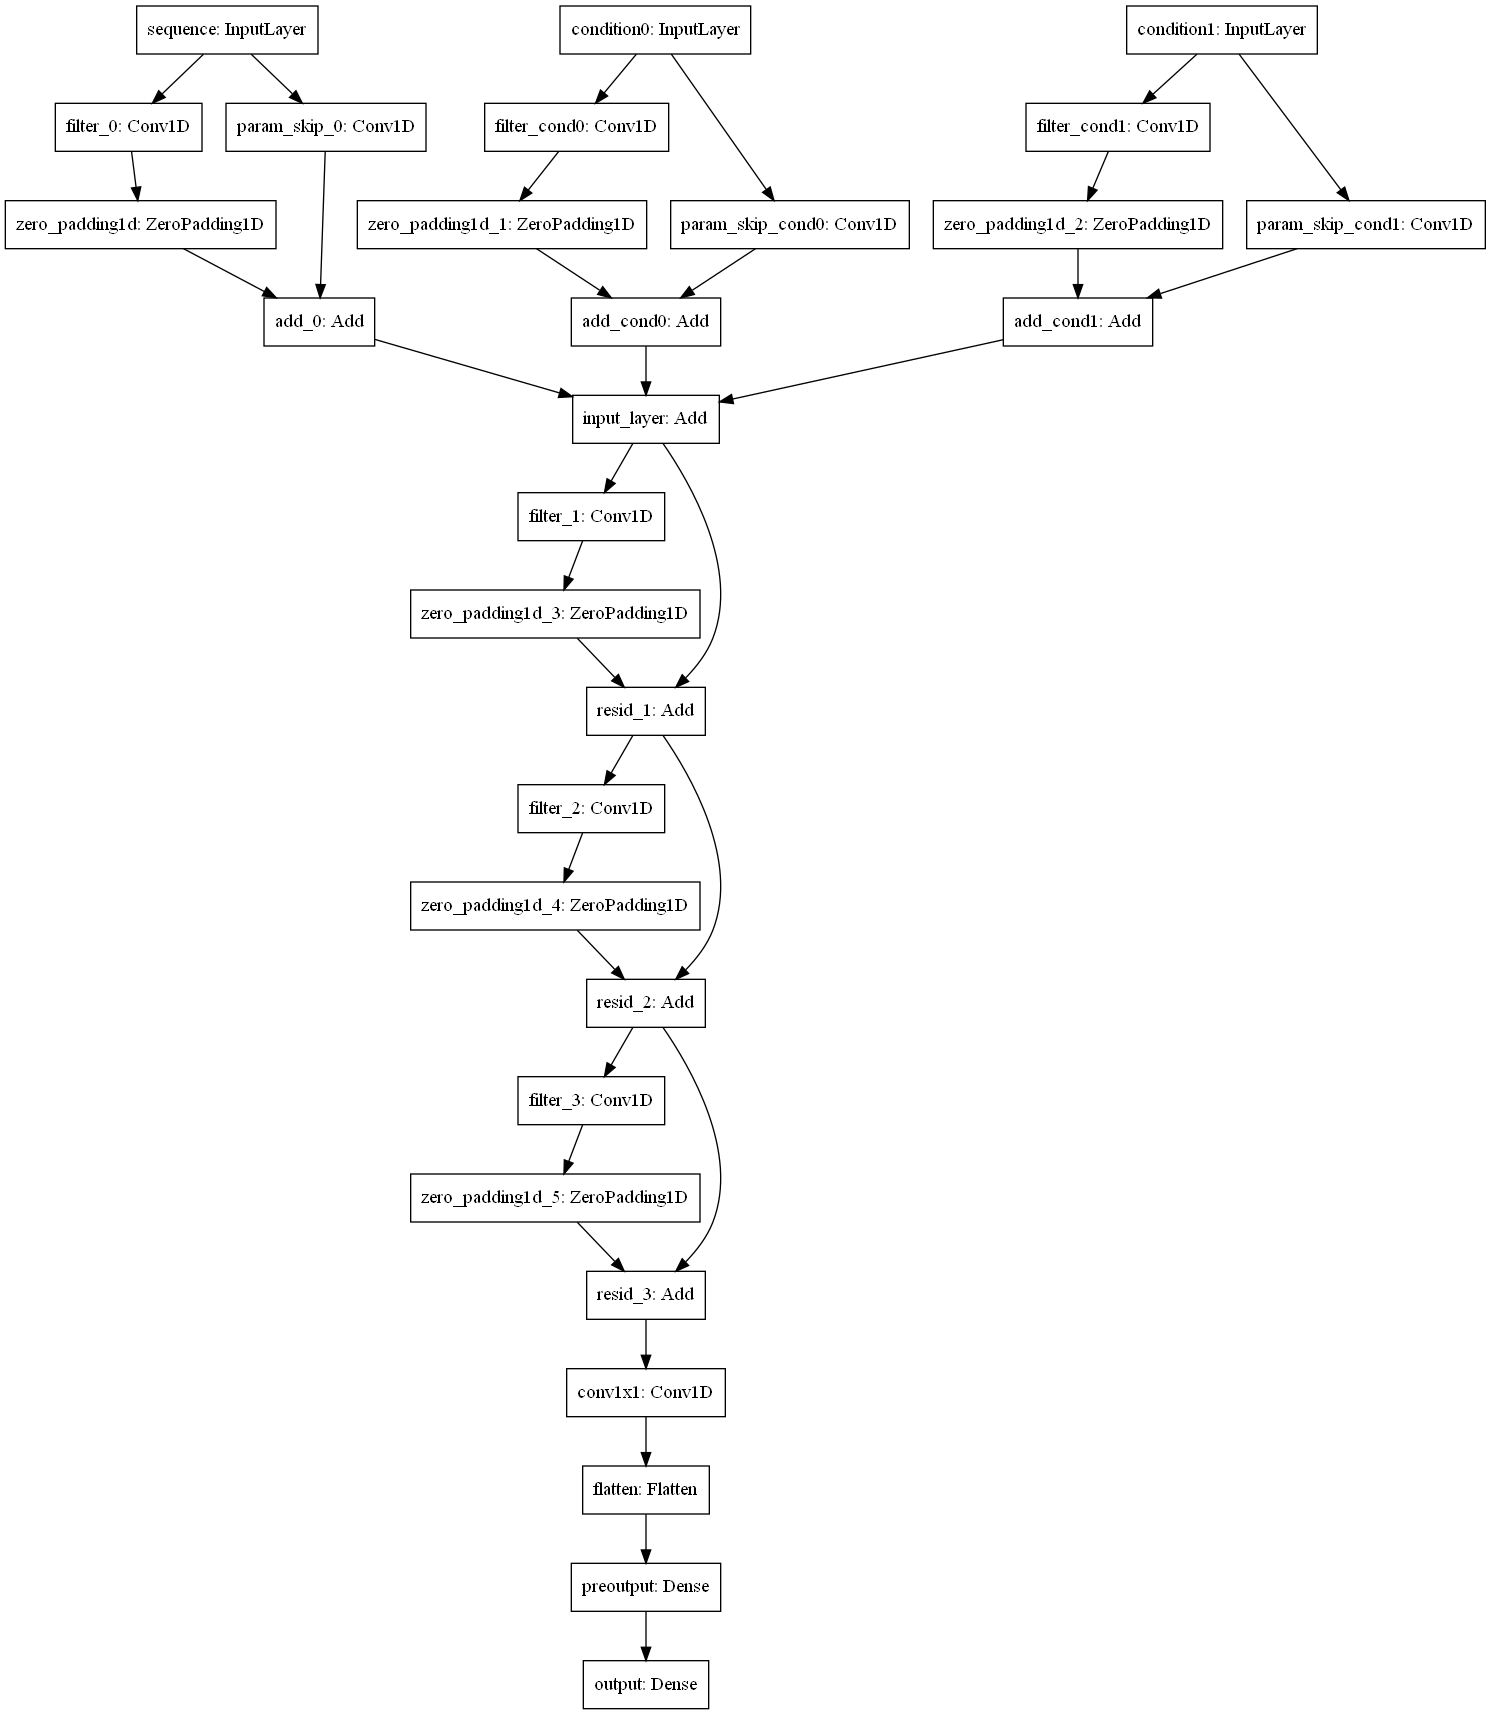 sequence: InputLayer
condition0: InputLayer
condition1: InputLayer
filter_0: Conv1D
param_skip_0: Conv1D
filter_cond0: Conv1D
filter_cond1: Conv1D
zero_padding1d: ZeroPadding1D
zero_padding1d_1: ZeroPadding1D
param_skip_cond0: Conv1D
zero_padding1d_2: ZeroPadding1D
param_skip_cond1: Conv1D
add_0: Add
add_cond0: Add
add_cond1: Add
input_layer: Add
filter_1: Conv1D
zero_padding1d_3: ZeroPadding1D
resid_1: Add
filter_2: Conv1D
zero_padding1d_4: ZeroPadding1D
resid_2: Add
filter_3: Conv1D
zero_padding1d_5: ZeroPadding1D
resid_3: Add
conv1x1: Conv1D
flatten: Flatten
preoutput: Dense
output: Dense